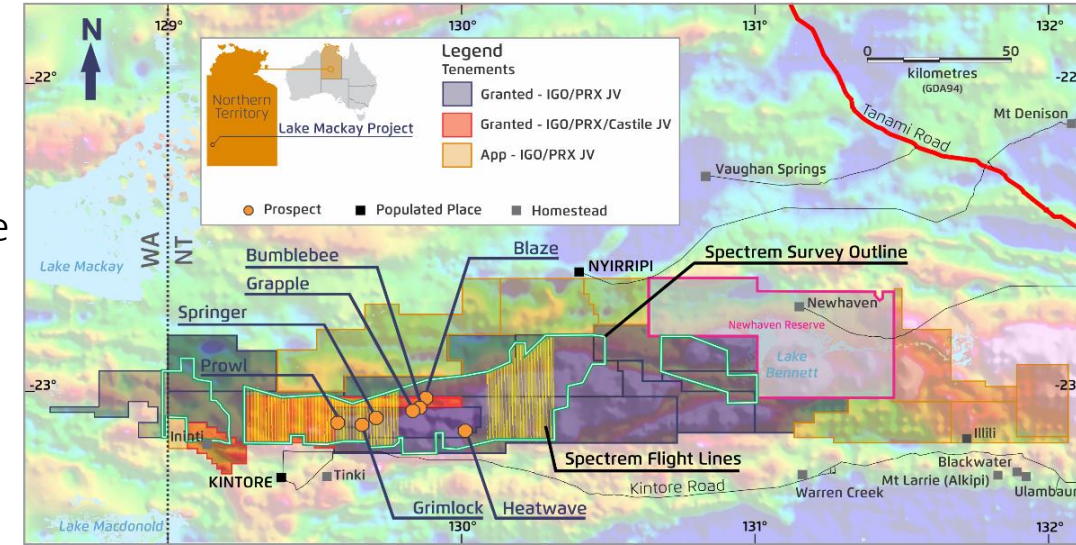 129°
130°
131°
132°
N
-22°
-22
Legend
Tenements
Granted - IGO/PRX JV
Granted - IGO/PRX/Castile JV
App - IGO/PRX JV
Northern
Territory
Lake Mackay Project
Prospect
Populated Place
Homestead
0
50
kilometres
(GDA94)
Tanami Road
Mt Denison
Vaughan Springs
e
WA
NT
Lake Mackay
Bumblebee
Blaze
Grapple
Springer
Prowl
NYIRRIPI
Spectrem Survey Outline
Newhaven
Newhaven Reserve
Lake
Bennett
-23°
-23
Ininti
KINTORE
Tinki
Spectrem Flight Lines
Kintore Road
Illili
Blackwater
Mt Larrie (Alkipi)
Warren Creek
Ulambaur
Grimlock
Heatwave
Lake Macdonold
130°
131°
132°